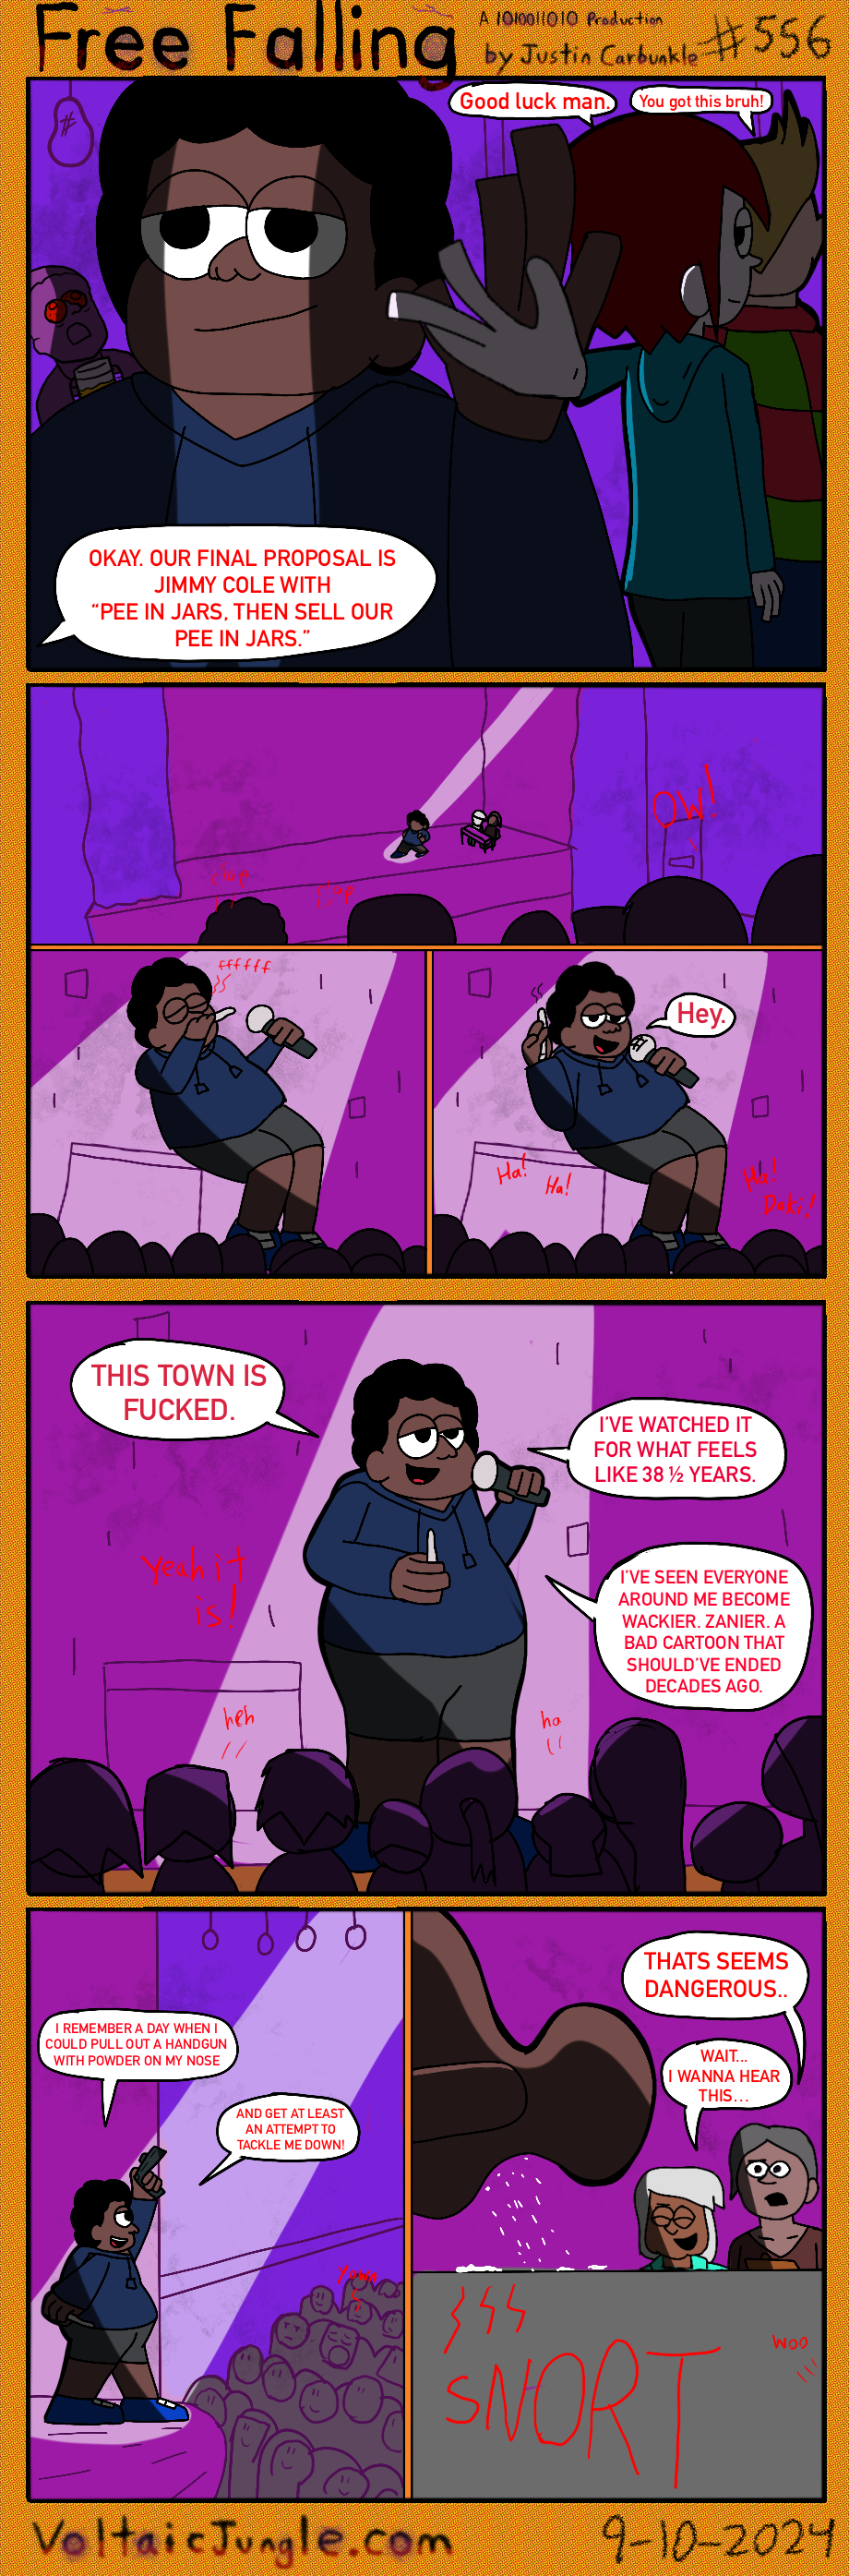 Free Falling
A 1010011010 Production
by Justin Carbunkle
#556
Good luck man.
You got this bruh!
#
OKAY. OUR FINAL PROPOSAL IS
JIMMY COLE WITH
“PEE IN JARS, THEN SELL OUR
PEE IN JARS.”
OW!
ffffff
Hey.
Ha!
Ha!
Ha!
Doki!
THIS TOWN IS
FUCKED.
I'VE WATCHED IT
FOR WHAT FEELS
LIKE 38 ½ YEARS.
Yeah it
is!
I'VE SEEN EVERYONE
AROUND ME BECOME
WACKIER. ZANIER. A
BAD CARTOON THAT
SHOULD'VE ENDED
DECADES AGO.
heh
ha
I REMEMBER A DAY WHEN I
COULD PULL OUT A HANDGUN
WITH POWDER ON MY NOSE
AND GET AT LEAST
AN ATTEMPT TO
TACKLE ME DOWN!
Yawn
THATS SEEMS
DANGEROUS..
WAIT...
I WANNA HEAR
THIS...
SNORT
WOO
VoltaicJungle.com
9-10-2024